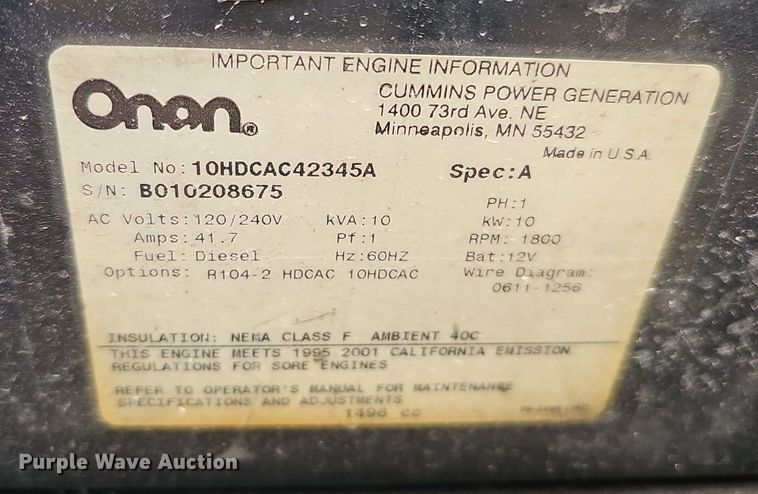 IMPORTANT ENGINE INFORMATION
Onan®
CUMMINS POWER GENERATION
1400 73rd Ave. NE
Minneapolis, MN 55432
Made in U.S.A.
Model No: 10HDCAC42345A Spec: A
S/N: B010208675
PH: 1
AC Volts: 120/240V kVA: 10 kW: 10
Amps: 41.7 Pf: 1 RPM: 1800
Fuel: Diesel Hz: 60HZ Bat: 12V
Options: R104-2 HDCAC 10HDCAC Wire Diagram:
0611-1256
INSULATION: NEMA CLASS F AMBIENT 40C
THIS ENGINE MEETS 1995 2001 CALIFORNIA EMISSION
REGULATIONS FOR SORE ENGINES
REFER TO OPERATOR'S MANUAL FOR MAINTENANCE
SPECIFICATIONS AND ADJUSTMENTS
1496 cc
Purple Wave Auction